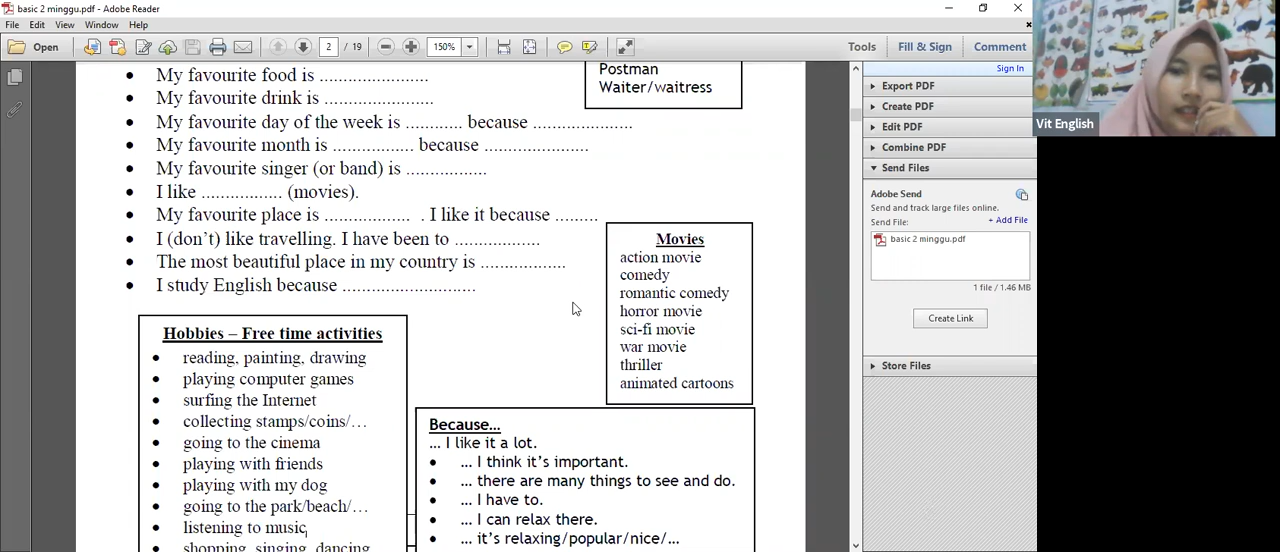 basic 2 minggu.pdf - Adobe Reader
File Edit View Window Help
Open 2 / 19 150% Tools Fill & Sign Comment
My favourite food is ......................
My favourite drink is ......................
My favourite day of the week is ............ because .....................
My favourite month is ................. because ......................
My favourite singer (or band) is .................
I like ................. (movies).
My favourite place is .................. . I like it because .........
I (don't) like travelling. I have been to ..................
The most beautiful place in my country is ..................
I study English because ............................
Postman
Waiter/waitress
Movies
action movie
comedy
romantic comedy
horror movie
sci-fi movie
war movie
thriller
animated cartoons
Hobbies – Free time activities
reading, painting, drawing
playing computer games
surfing the Internet
collecting stamps/coins/…
going to the cinema
playing with friends
playing with my dog
going to the park/beach/…
listening to music,
shopping, singing, dancing
Because…
… I like it a lot.
… I think it's important.
… there are many things to see and do.
… I have to.
… I can relax there.
… it's relaxing/popular/nice/…
Sign In
Export PDF
Create PDF
Edit PDF
Combine PDF
Send Files
Adobe Send
Send and track large files online.
Send File:
+ Add File
basic 2 minggu.pdf
1 file / 1.46 MB
Create Link
Store Files
Vit English